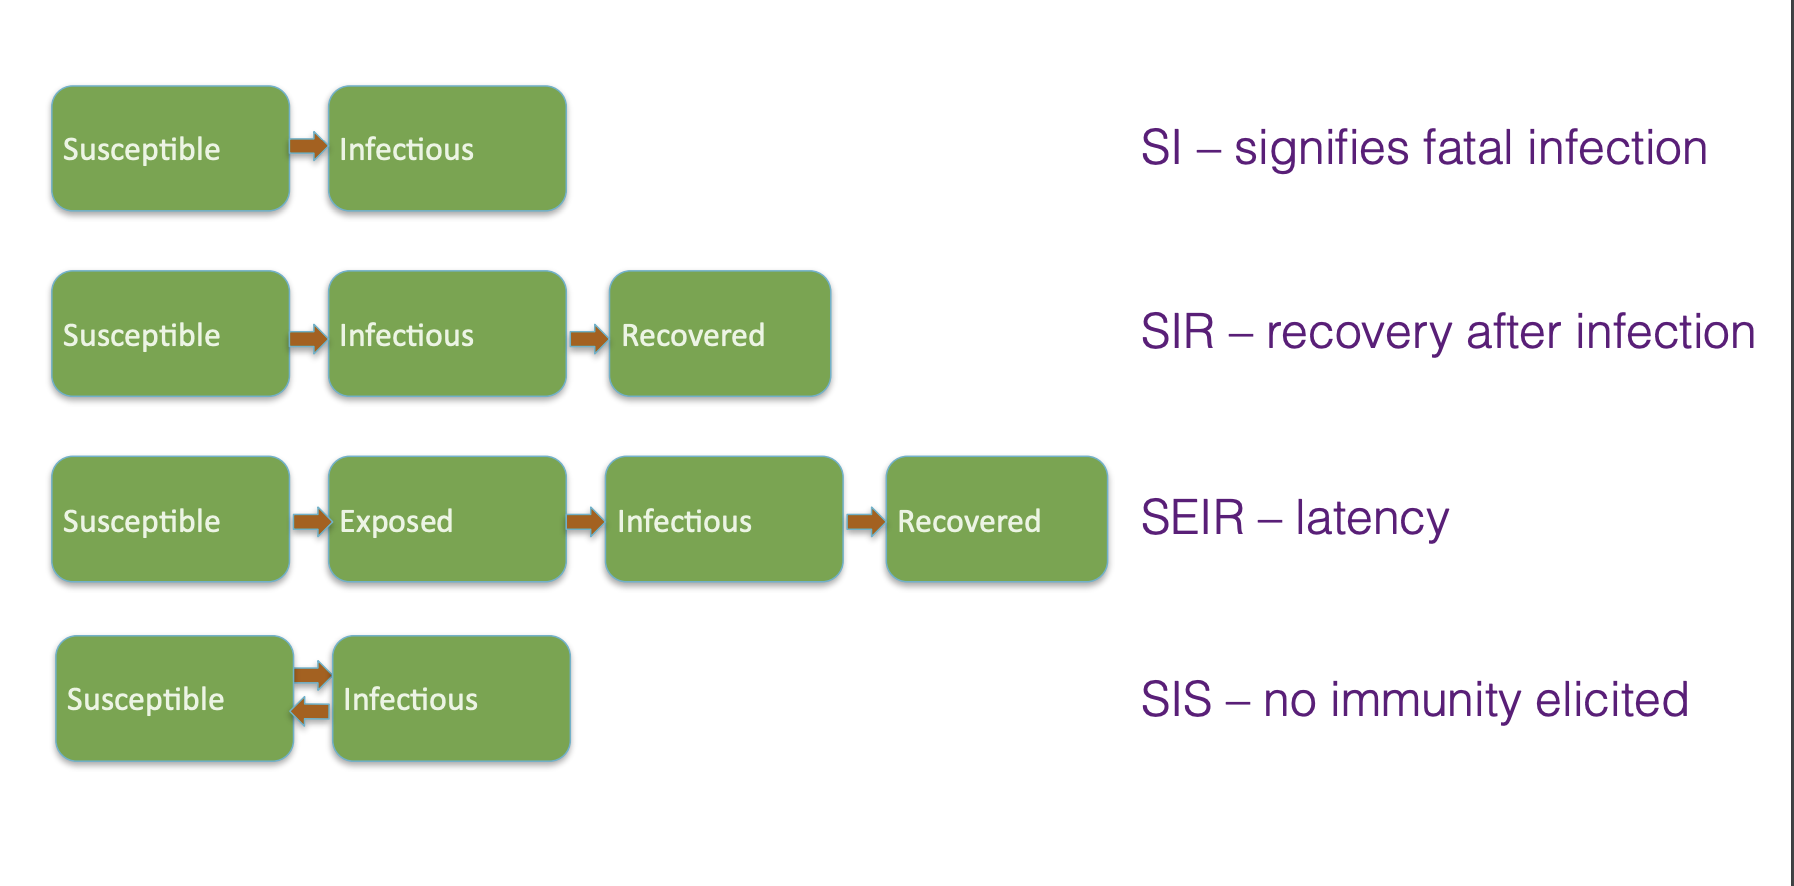 Susceptible Infectious SI – signifies fatal infection
Susceptible Infectious Recovered SIR – recovery after infection
Susceptible Exposed Infectious Recovered SEIR – latency
Susceptible Infectious SIS – no immunity elicited